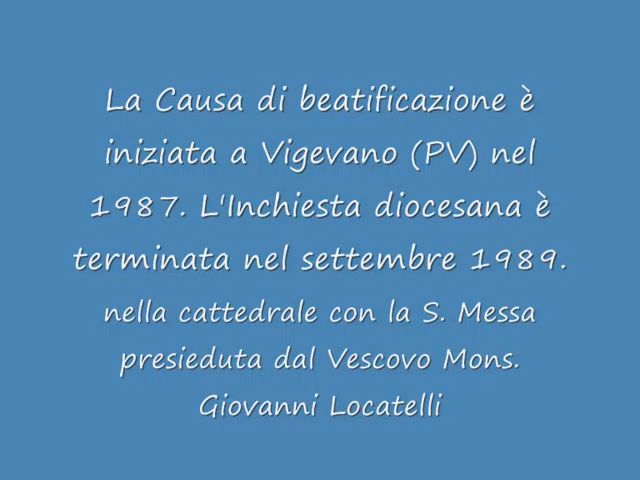 La Causa di beatificazione è
iniziata a Vigevano (PV) nel
1987. L'Inchiesta diocesana è
terminata nel settembre 1989.
nella cattedrale con la S. Messa
presieduta dal Vescovo Mons.
Giovanni Locatelli